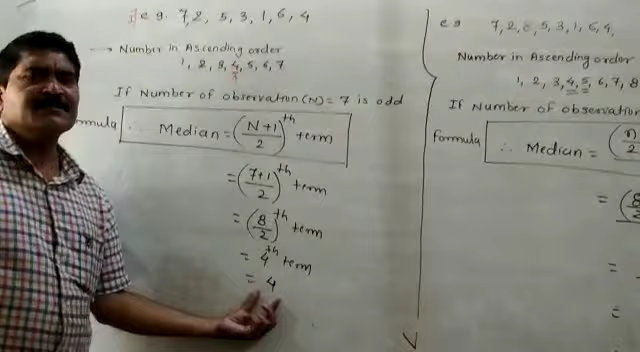 e.g. 7, 2, 5, 3, 1, 6, 4
→ Number in Ascending order
1, 2, 3, 4, 5, 6, 7
If Number of observation (N) = 7 is odd
∴ Median = (N+1/2)th term
= (7+1/2)th term
= (8/2)th term
= 4th term
= 4
e.g 7, 2, 8, 5, 3, 1, 6, 4,
Number in Ascending order
1, 2, 3, 4, 5, 6, 7, 8
If Number of observation
Formula ∴ Median = (n/2
= (8/2
=
=